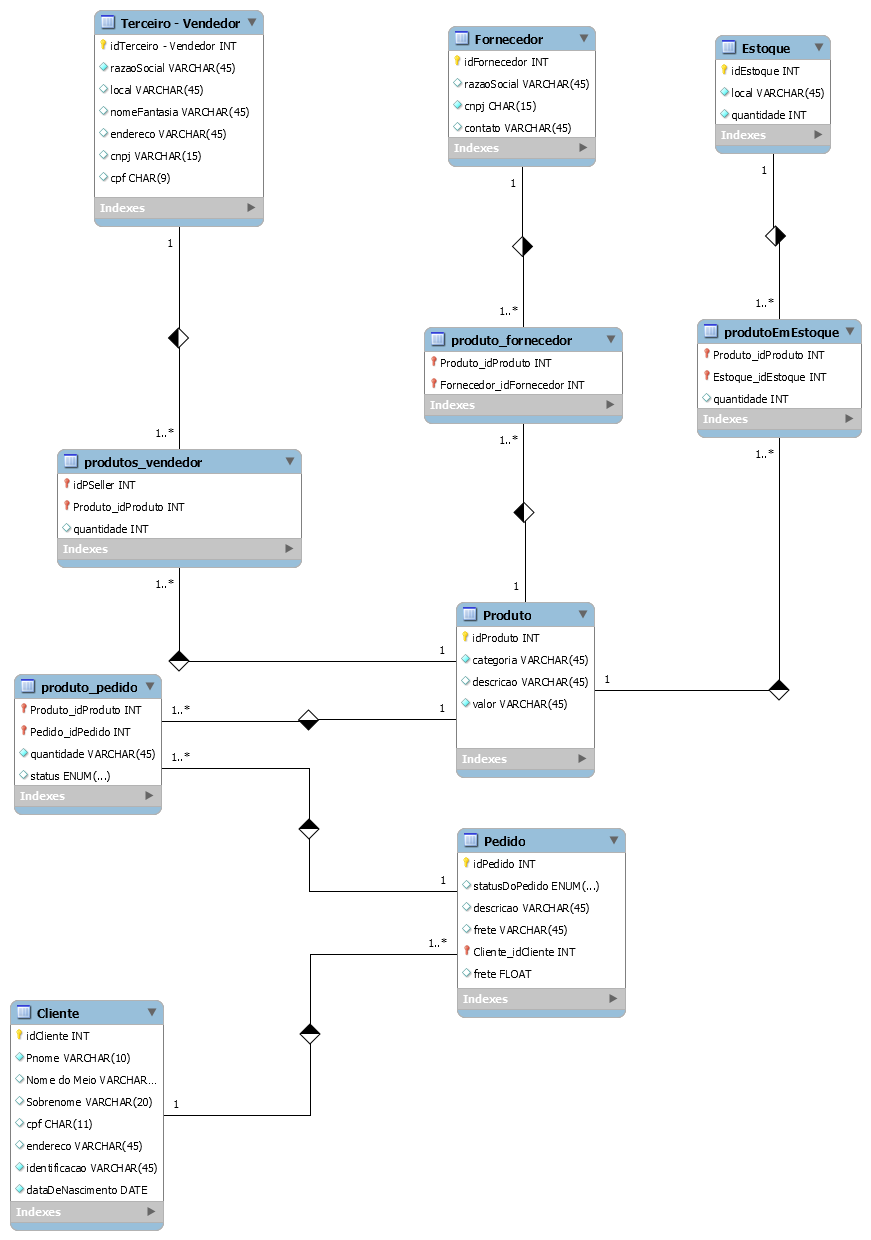 Terceiro - Vendedor
idTerceiro - Vendedor INT
razaoSocial VARCHAR(45)
local VARCHAR(45)
nomeFantasia VARCHAR(45)
endereco VARCHAR(45)
cnpj VARCHAR(15)
cpf CHAR(9)
Indexes
1
1..*
Fornecedor
idFornecedor INT
razaoSocial VARCHAR(45)
cnpj CHAR(15)
contato VARCHAR(45)
Indexes
1
1..*
Estoque
idEstoque INT
local VARCHAR(45)
quantidade INT
Indexes
1
1..*
produto_fornecedor
Produto_idProduto INT
Fornecedor_idFornecedor INT
Indexes
1..*
1
produtoEmEstoque
Produto_idProduto INT
Estoque_idEstoque INT
quantidade INT
Indexes
1..*
1
produtos_vendedor
idPSeller INT
Produto_idProduto INT
quantidade INT
Indexes
1..*
1
Produto
idProduto INT
categoria VARCHAR(45)
descricao VARCHAR(45)
valor VARCHAR(45)
Indexes
produto_pedido
Produto_idProduto INT
Pedido_idPedido INT
quantidade VARCHAR(45)
status ENUM(...)
Indexes
1..*
1
1..*
1
Pedido
idPedido INT
statusDoPedido ENUM(...)
descricao VARCHAR(45)
frete VARCHAR(45)
Cliente_idCliente INT
frete FLOAT
Indexes
1..*
1
Cliente
idCliente INT
Pnome VARCHAR(10)
Nome do Meio VARCHAR...
Sobrenome VARCHAR(20)
cpf CHAR(11)
endereco VARCHAR(45)
identificacao VARCHAR(45)
dataDeNascimento DATE
Indexes